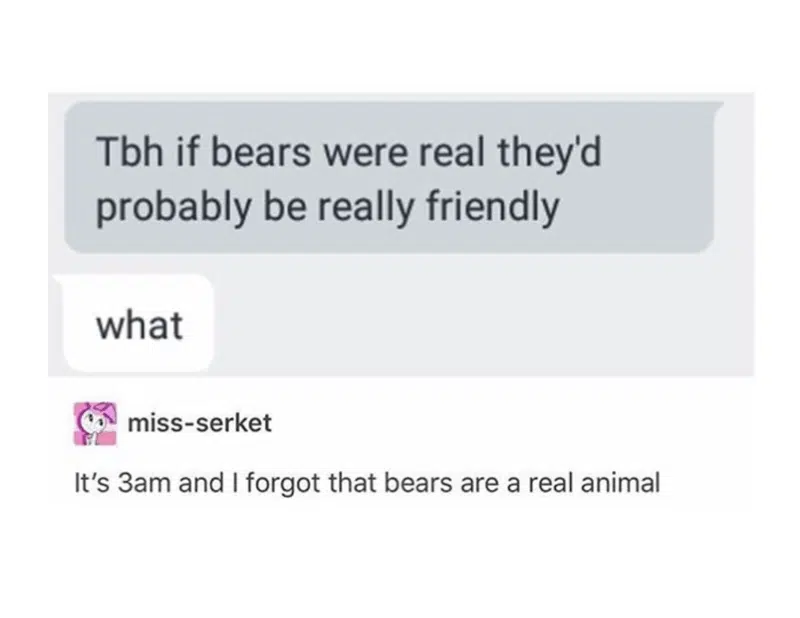 Tbh if bears were real they'd
probably be really friendly
what
miss-serket
It's 3am and I forgot that bears are a real animal